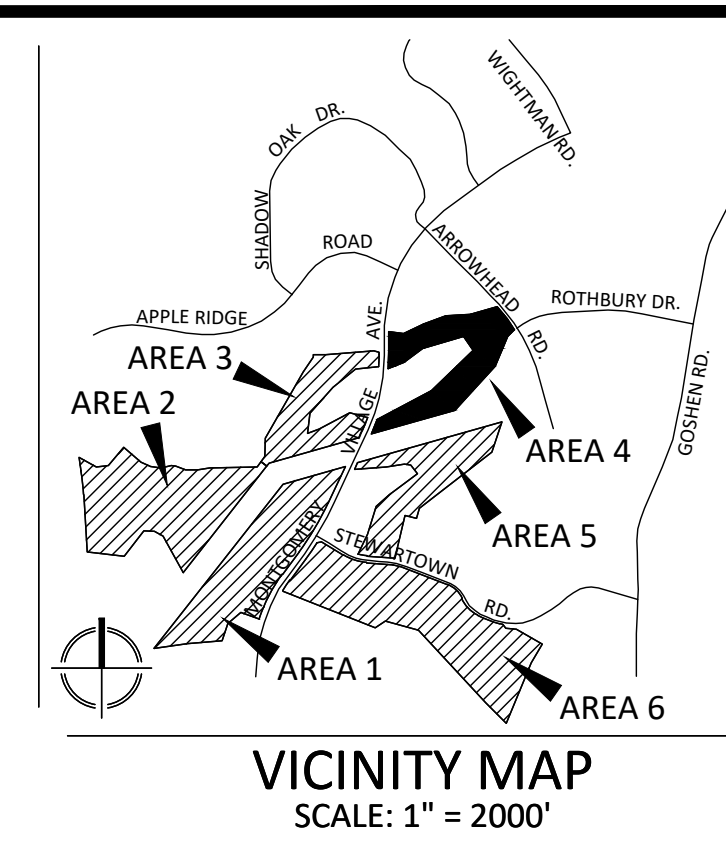 WIGHTMAN RD.
SHADOW OAK DR.
ARROWHEAD RD.
APPLE RIDGE ROAD
ROTHBURY DR.
GOSHEN RD.
MONTGOMERY VILLAGE AVE.
AREA 3
AREA 2
AREA 4
AREA 5
STEWARTOWN RD.
AREA 1
AREA 6
VICINITY MAP
SCALE: 1" = 2000'